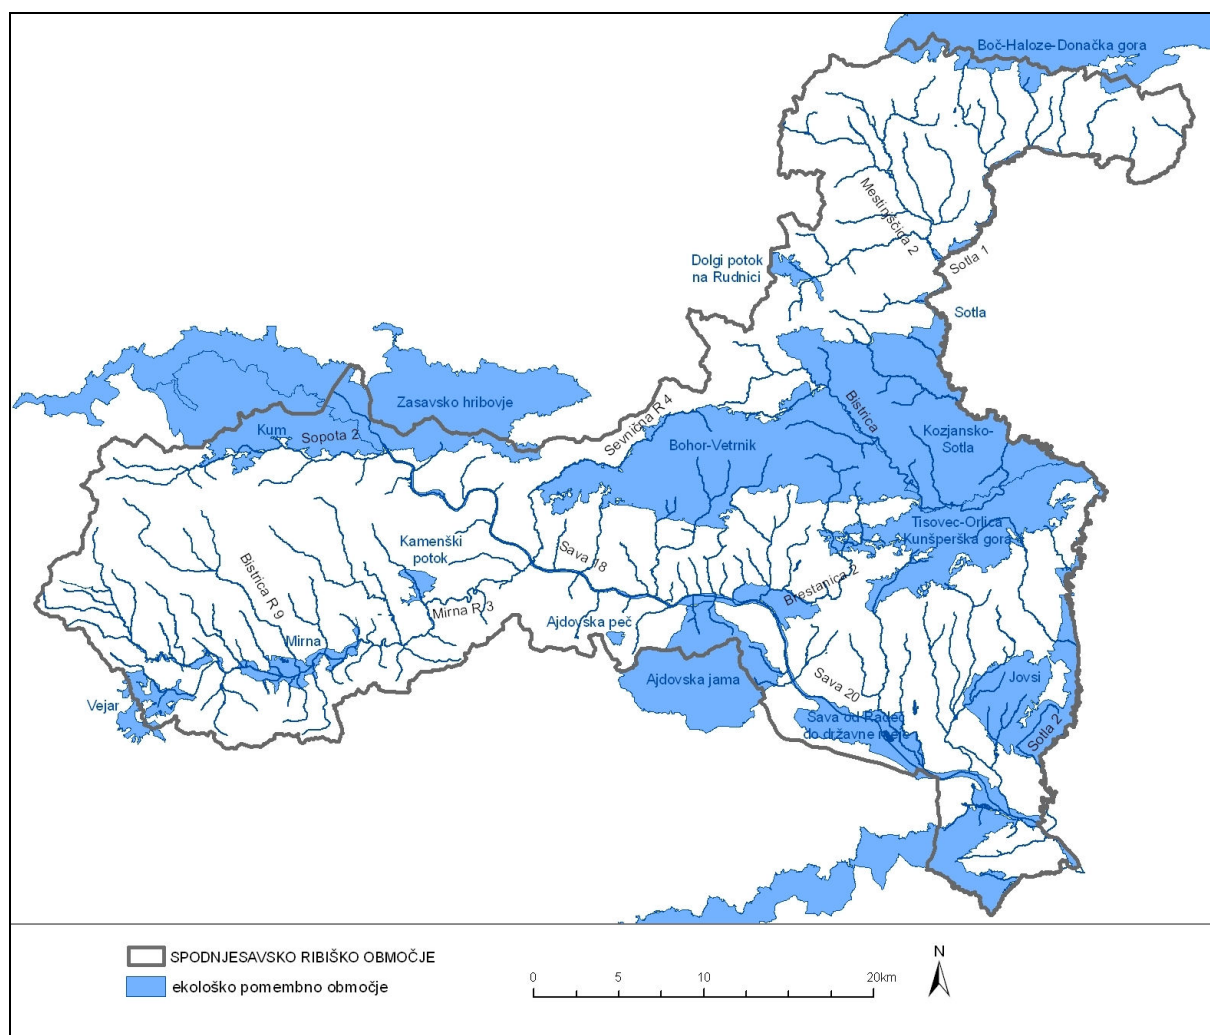 Boč-Haloze-Donačka gora
Mestinjščica 2
Sotla 1
Dolgi potok
na Rudnici
Sotla
Zasavsko hribovje
Kum
Sopota 2
Sevnična R 4
Bistrica
Bohor-Vetrnik
Kozjansko-
Sotla
Tisovec-Orlica
Kunšperška gora
Kamenški
potok
Sava 18
Bistrica R 9
Brestanica 2
Mirna R 3
Ajdovska peč
Mirna
Ajdovska jama
Sava 20
Jovsi
Vejar
Sava od Radeč
do državne meje
Sotla 2
SPODNJESAVSKO RIBIŠKO OBMOČJE
ekološko pomembno območje
0 5 10 20km
N